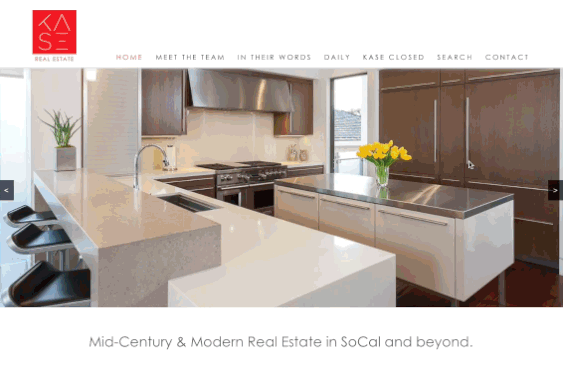 KASE
REAL ESTATE
HOME MEET THE TEAM IN THEIR WORDS DAILY KASE CLOSED SEARCH CONTACT
< >
Mid-Century & Modern Real Estate in SoCal and beyond.